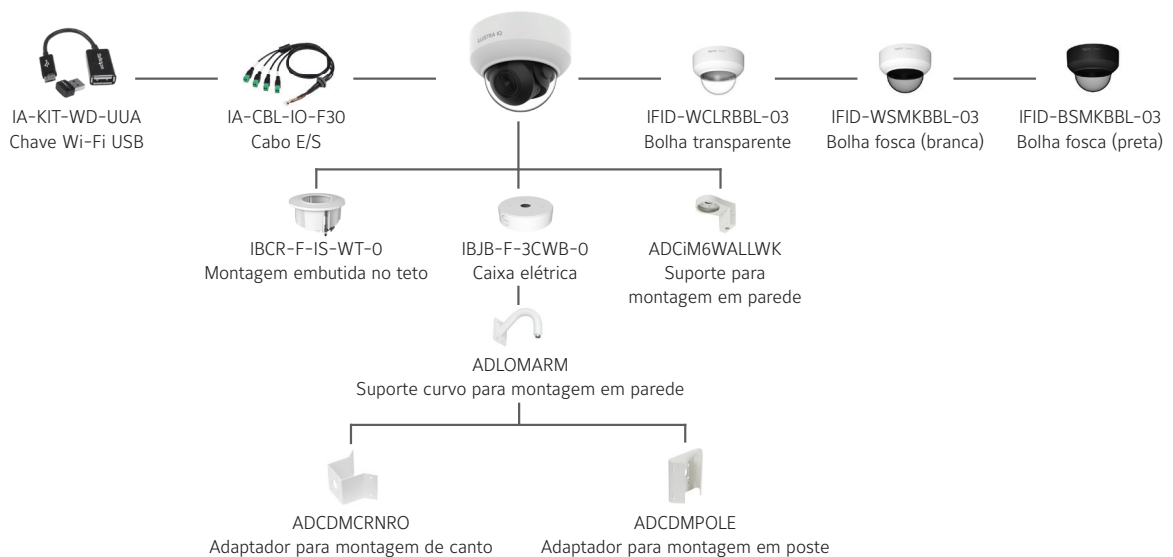 ILLUSTRA IQ
IA-KIT-WD-UUA
Chave Wi-Fi USB
IA-CBL-IO-F30
Cabo E/S
IFID-WCLRBBL-03
Bolha transparente
IFID-WSMKBBL-03
Bolha fosca (branca)
IFID-BSMKBBL-03
Bolha fosca (preta)
IBCR-F-IS-WT-0
Montagem embutida no teto
IBJB-F-3CWB-0
Caixa elétrica
ADCiM6WALLWK
Suporte para
montagem em parede
ADLOMARM
Suporte curvo para montagem em parede
ADCDMCRNRO
Adaptador para montagem de canto
ADCDMPOLE
Adaptador para montagem em poste